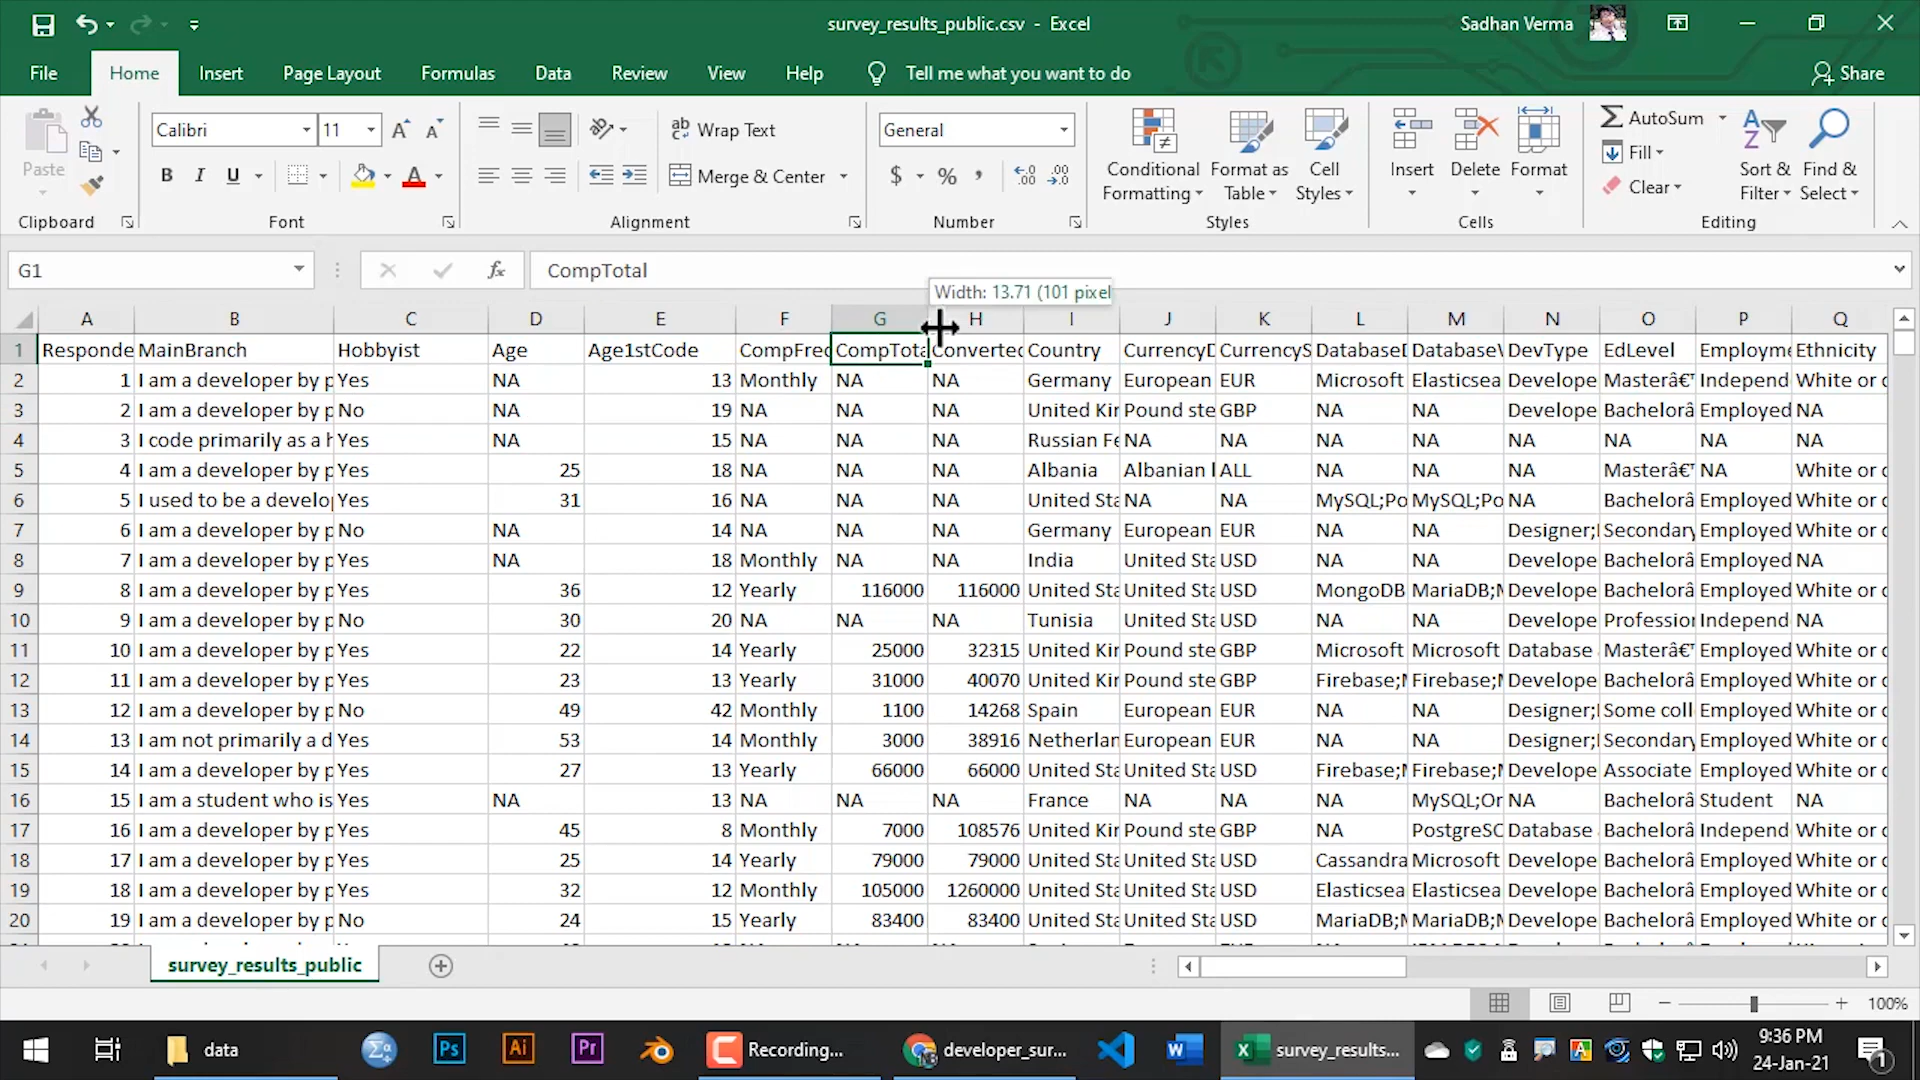 survey_results_public.csv - Excel
Sadhan Verma
File Home Insert Page Layout Formulas Data Review View Help Tell me what you want to do Share
Paste
Calibri 11
Wrap Text
General
Conditional Formatting
Format as Table
Cell Styles
Insert Delete Format
AutoSum
Fill
Clear
Sort & Filter
Find & Select
B I U A
Merge & Center
$ % ,
Clipboard Font Alignment Number Styles Cells Editing
G1 fx CompTotal
Width: 13.71 (101 pixel
A B C D E F G H I J K L M N O P Q
1 Responde MainBranch Hobbyist Age Age1stCode CompFred CompTota Converted Country CurrencyD CurrencyS DatabaseD DatabaseW DevType EdLevel Employme Ethnicity
2 1 I am a developer by p Yes NA 13 Monthly NA NA Germany European EUR Microsoft Elasticsea Develope Masterâ€™ Independ White or c
3 2 I am a developer by p No NA 19 NA NA NA United Kin Pound ste GBP NA NA Develope Bachelorâ Employed NA
4 3 I code primarily as a h Yes NA 15 NA NA NA Russian Fe NA NA NA NA NA NA NA NA
5 4 I am a developer by p Yes 25 18 NA NA NA Albania Albanian l ALL NA NA NA Masterâ€™ NA White or c
6 5 I used to be a develop Yes 31 16 NA NA NA United Sta NA NA MySQL;Po MySQL;Po NA Bachelorâ Employed White or c
7 6 I am a developer by p No NA 14 NA NA NA Germany European EUR NA NA Designer;I Secondary Employed White or c
8 7 I am a developer by p Yes NA 18 Monthly NA NA India United Sta USD NA NA Develope Bachelorâ Employed NA
9 8 I am a developer by p Yes 36 12 Yearly 116000 116000 United Sta United Sta USD MongoDB MariaDB;M Develope Bachelorâ Employed White or c
10 9 I am a developer by p No 30 20 NA NA NA Tunisia United Sta USD NA NA Develope Profession Independ NA
11 10 I am a developer by p Yes 22 14 Yearly 25000 32315 United Kin Pound ste GBP Microsoft Microsoft Database Masterâ€™ Employed White or c
12 11 I am a developer by p Yes 23 13 Yearly 31000 40070 United Kin Pound ste GBP Firebase;M Firebase;M Develope Bachelorâ Employed White or c
13 12 I am a developer by p No 49 42 Monthly 1100 14268 Spain European EUR NA NA Designer;I Some coll Employed White or c
14 13 I am not primarily a d Yes 53 14 Monthly 3000 38916 Netherlan European EUR NA NA Designer;I Secondary Employed White or c
15 14 I am a developer by p Yes 27 13 Yearly 66000 66000 United Sta United Sta USD Firebase;M Firebase;M Develope Associate Employed White or c
16 15 I am a student who is Yes NA 13 NA NA NA France NA NA NA MySQL;Or NA Bachelorâ Student NA
17 16 I am a developer by p Yes 45 8 Monthly 7000 108576 United Kin Pound ste GBP NA PostgreSQ Database Bachelorâ Independ White or c
18 17 I am a developer by p Yes 25 14 Yearly 79000 79000 United Sta United Sta USD Cassandra Microsoft Develope Bachelorâ Employed White or c
19 18 I am a developer by p Yes 32 12 Monthly 105000 1260000 United Sta United Sta USD Elasticsea Elasticsea Develope Bachelorâ Employed White or c
20 19 I am a developer by p No 24 15 Yearly 83400 83400 United Sta United Sta USD MariaDB;M MariaDB;M Develope Bachelorâ Employed White or c
survey_results_public
100%
data Ps Ai Pr Recording... developer_sur... survey_results...
9:36 PM
24-Jan-21
1